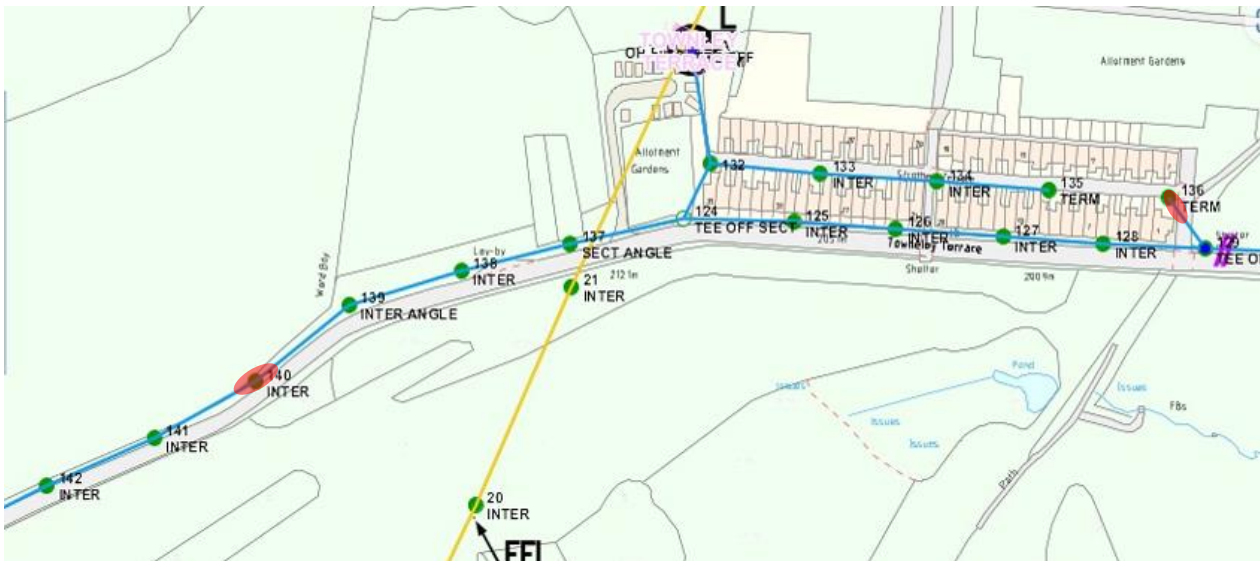 L
TOWNLEY
TERRACE
Allotment Gardens
Allotment
Gardens
132
133
INTER
134
INTER
135
TERM
136
TERM
124
TEE OFF SECT
125
INTER
126
INTER
127
INTER
128
INTER
129
TEE O
Townley Terrace
205.1m
Shelter
200.9m
137
SECT ANGLE
Lay-by
138
INTER
212.1m
21
INTER
Ward Bdy
139
INTER ANGLE
140
INTER
141
INTER
142
INTER
20
INTER
Pond
Issues
Issues
Issues
Issues
FBs
Path